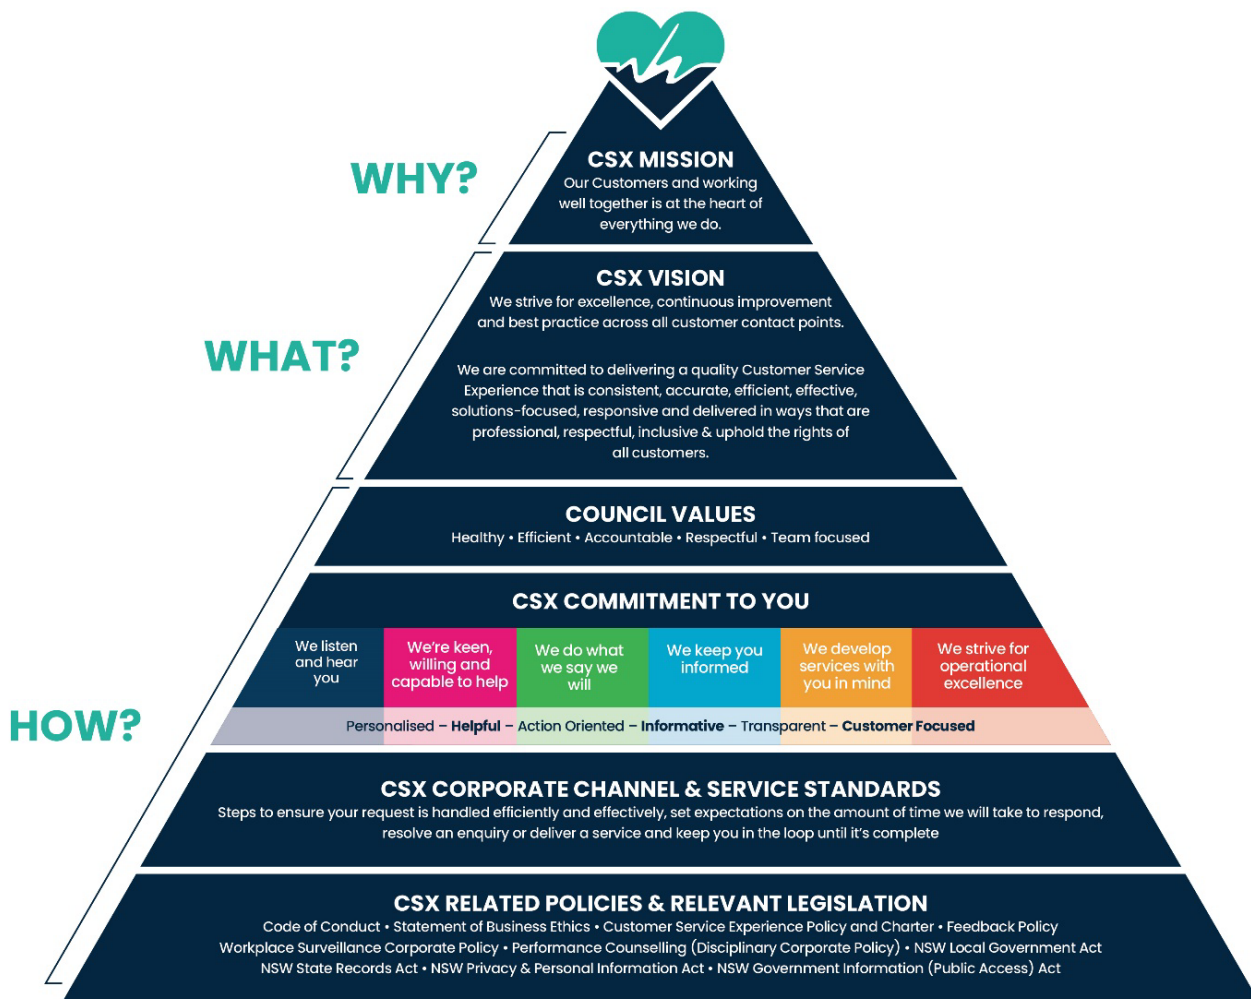 WHY?
CSX MISSION
Our Customers and working
well together is at the heart of
everything we do.
WHAT?
CSX VISION
We strive for excellence, continuous improvement
and best practice across all customer contact points.
We are committed to delivering a quality Customer Service
Experience that is consistent, accurate, efficient, effective,
solutions-focused, responsive and delivered in ways that are
professional, respectful, inclusive & uphold the rights of
all customers.
HOW?
COUNCIL VALUES
Healthy • Efficient • Accountable • Respectful • Team focused
CSX COMMITMENT TO YOU
We listen
and hear
you
We're keen,
willing and
capable to help
We do what
we say we
will
We keep you
informed
We develop
services with
you in mind
We strive for
operational
excellence
Personalised – Helpful – Action Oriented – Informative – Transparent – Customer Focused
CSX CORPORATE CHANNEL & SERVICE STANDARDS
Steps to ensure your request is handled efficiently and effectively, set expectations on the amount of time we will take to respond,
resolve an enquiry or deliver a service and keep you in the loop until it's complete
CSX RELATED POLICIES & RELEVANT LEGISLATION
Code of Conduct • Statement of Business Ethics • Customer Service Experience Policy and Charter • Feedback Policy
Workplace Surveillance Corporate Policy • Performance Counselling (Disciplinary Corporate Policy) • NSW Local Government Act
NSW State Records Act • NSW Privacy & Personal Information Act • NSW Government Information (Public Access) Act